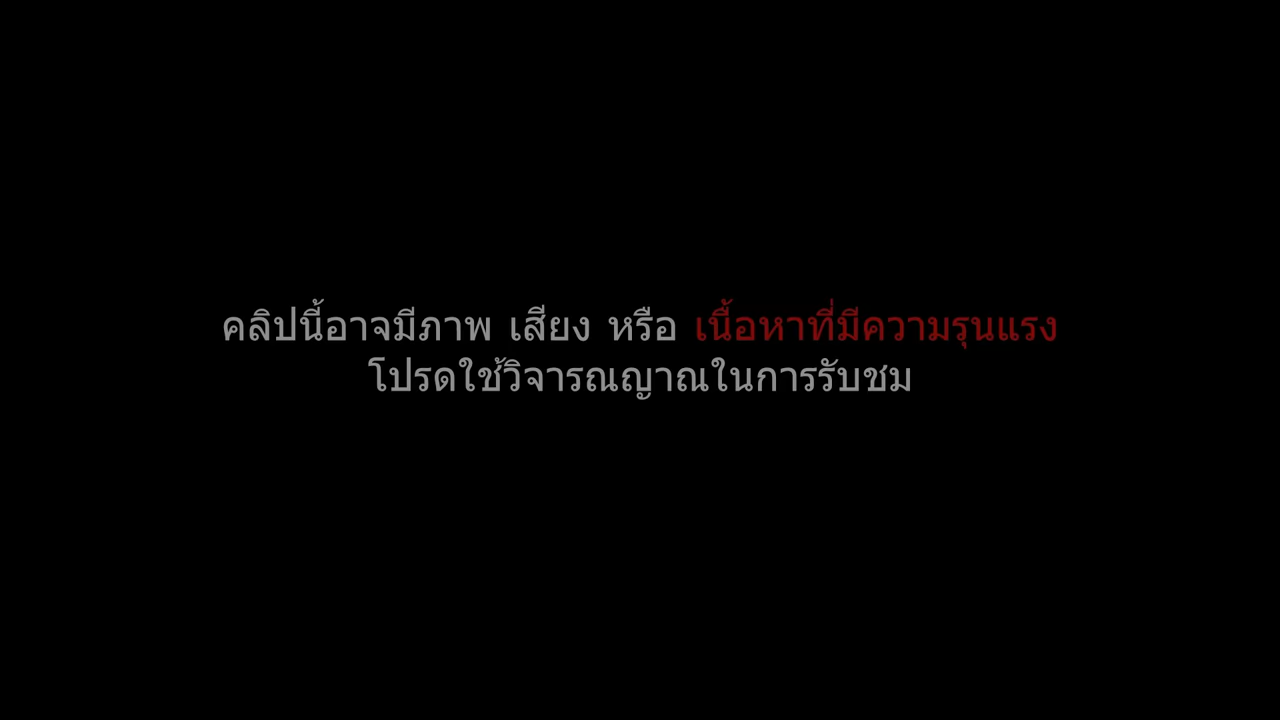 คลิปนี้อาจมีภาพ เสียง หรือ เนื้อหาที่มีความรุนแรง
โปรดใช้วิจารณญาณในการรับชม